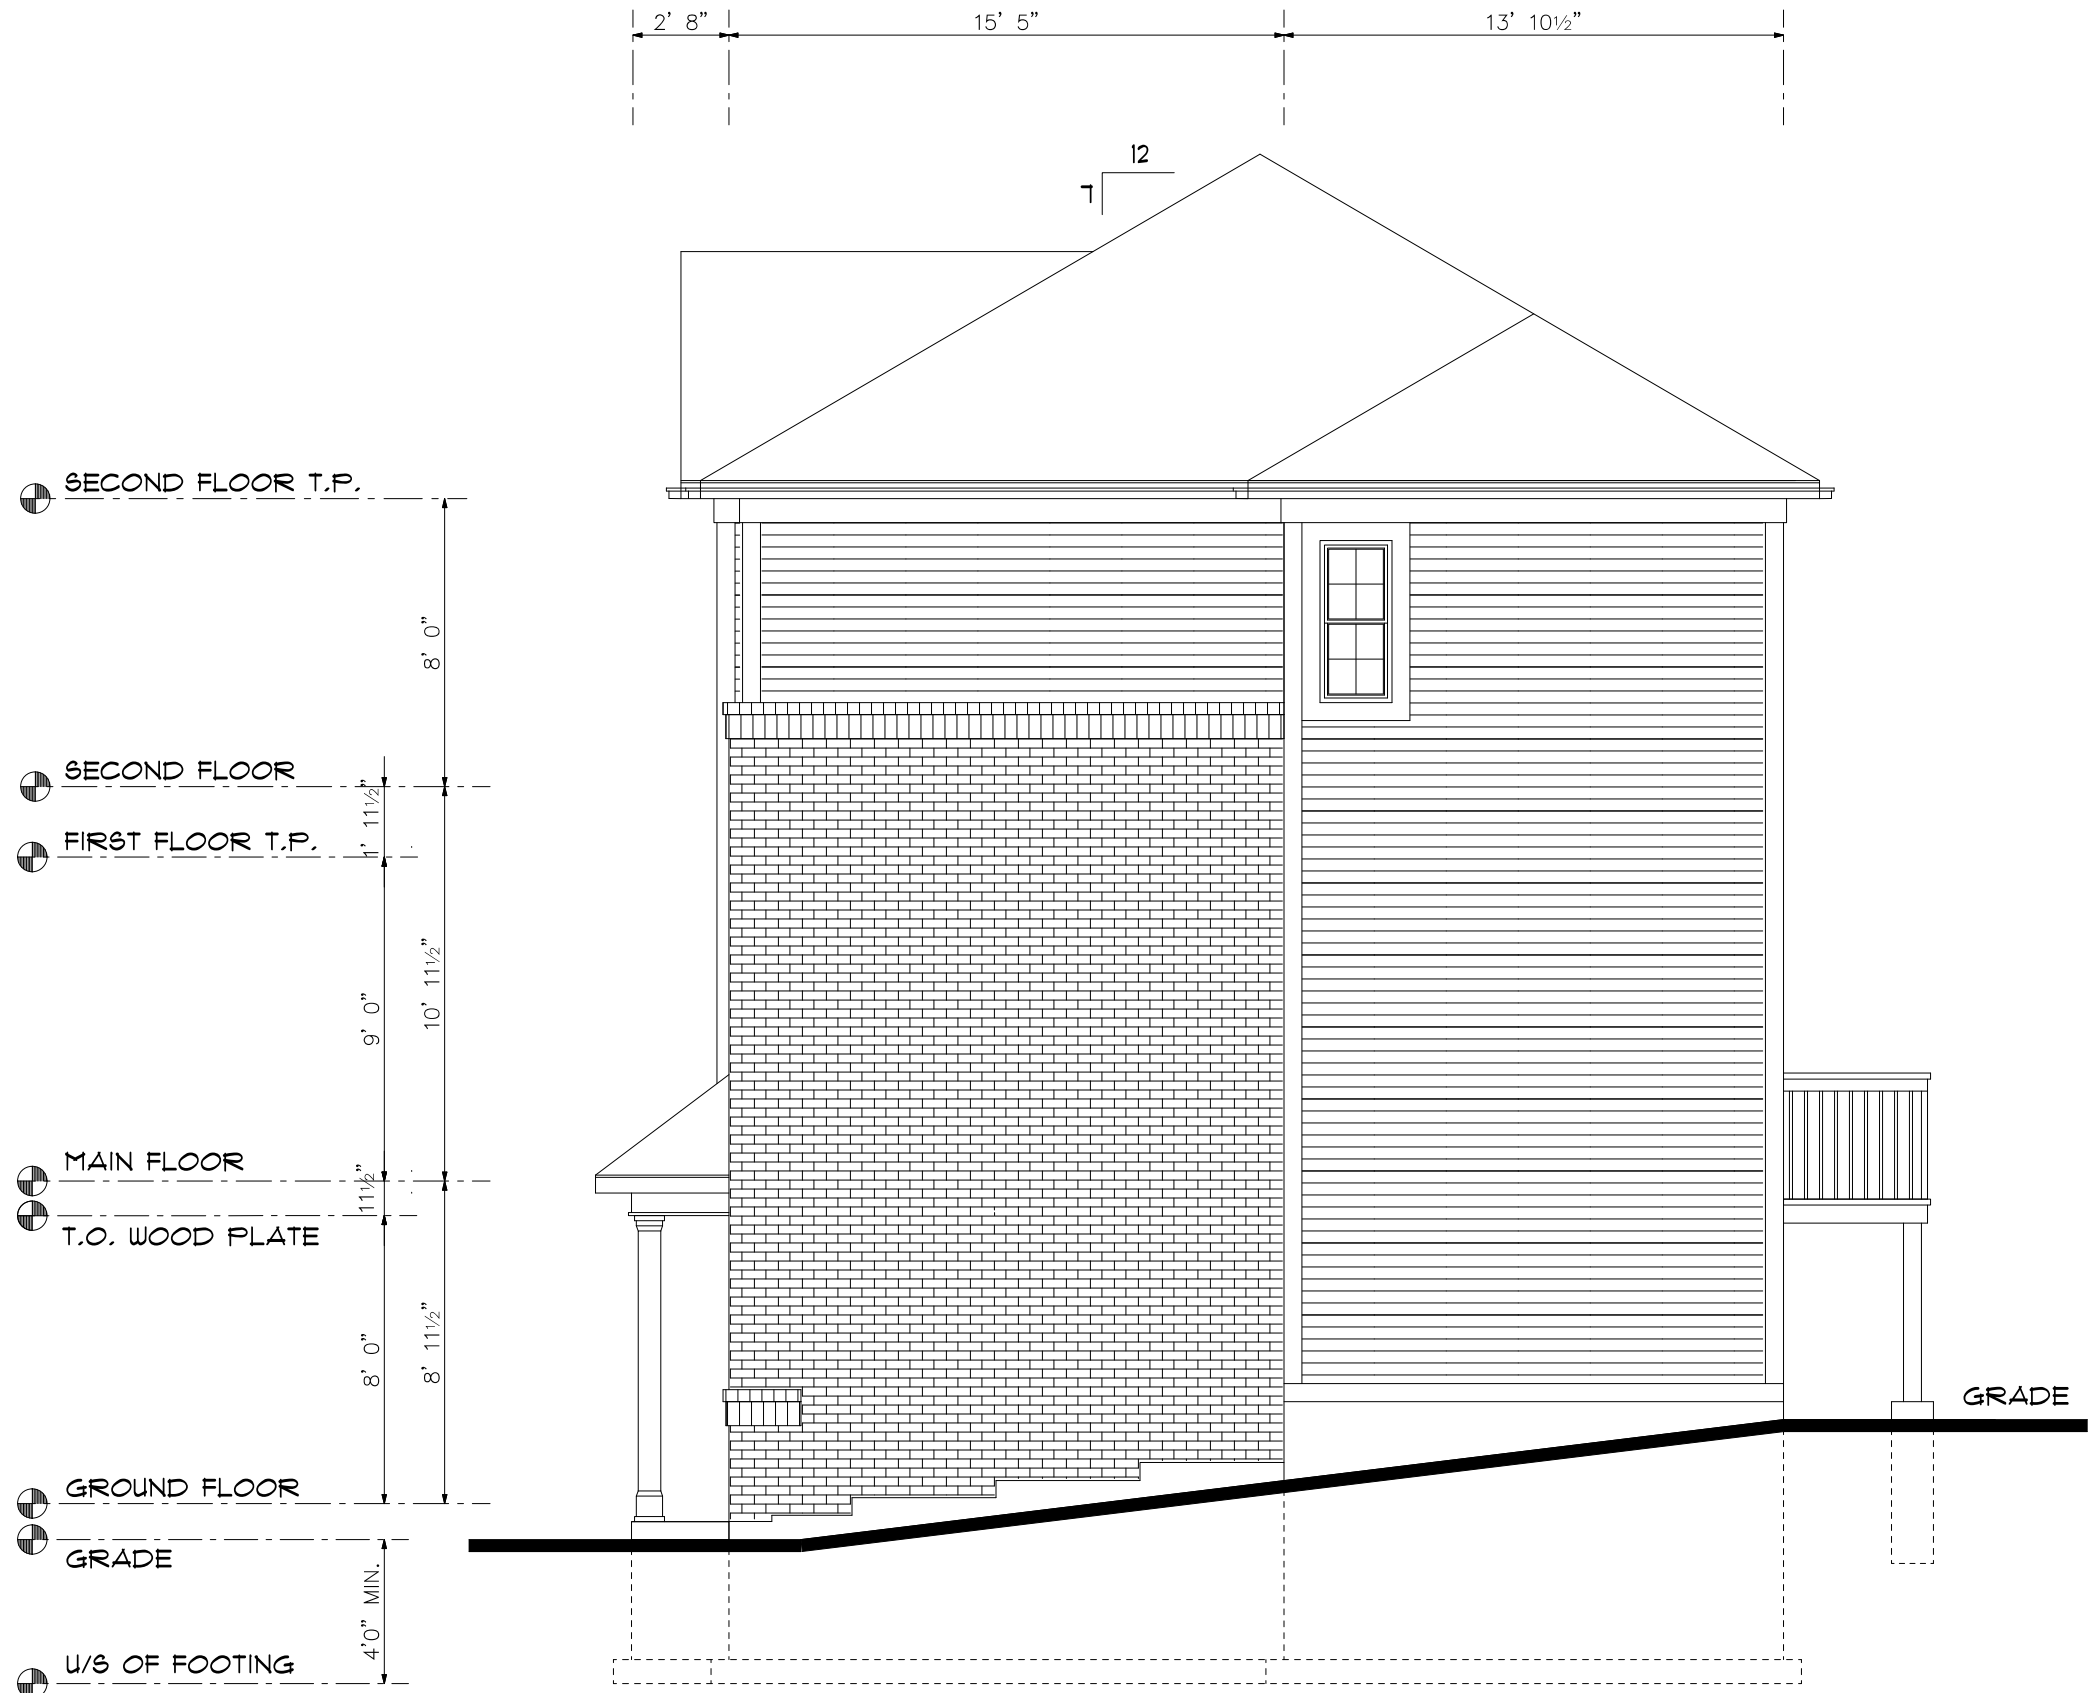 2' 8" 15' 5" 13' 10½"
12
7
SECOND FLOOR T.P.
8' 0"
SECOND FLOOR
1' 11½"
FIRST FLOOR T.P.
9' 0"
10' 11½"
MAIN FLOOR
11½"
T.O. WOOD PLATE
8' 0"
8' 11½"
GRADE
GROUND FLOOR
GRADE
4'0" MIN.
U/S OF FOOTING